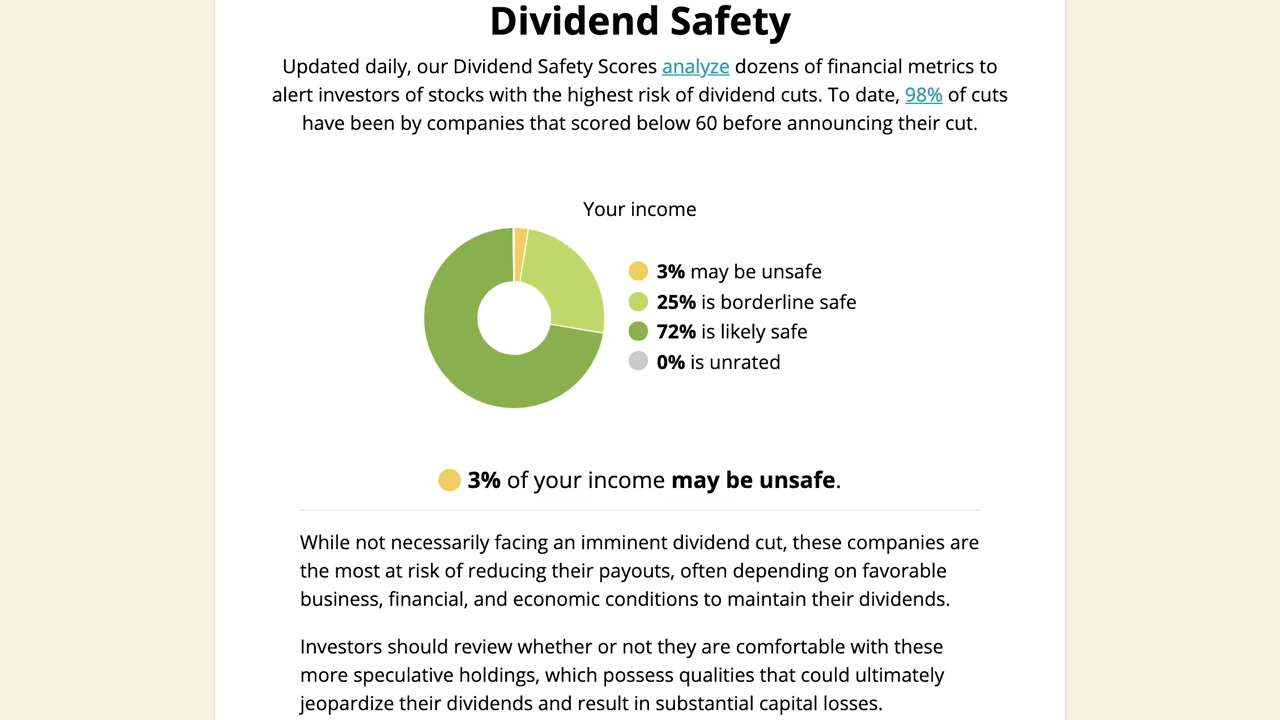 Dividend Safety
Updated daily, our Dividend Safety Scores analyze dozens of financial metrics to
alert investors of stocks with the highest risk of dividend cuts. To date, 98% of cuts
have been by companies that scored below 60 before announcing their cut.
Your income
3% may be unsafe
25% is borderline safe
72% is likely safe
0% is unrated
3% of your income may be unsafe.
While not necessarily facing an imminent dividend cut, these companies are
the most at risk of reducing their payouts, often depending on favorable
business, financial, and economic conditions to maintain their dividends.
Investors should review whether or not they are comfortable with these
more speculative holdings, which possess qualities that could ultimately
jeopardize their dividends and result in substantial capital losses.